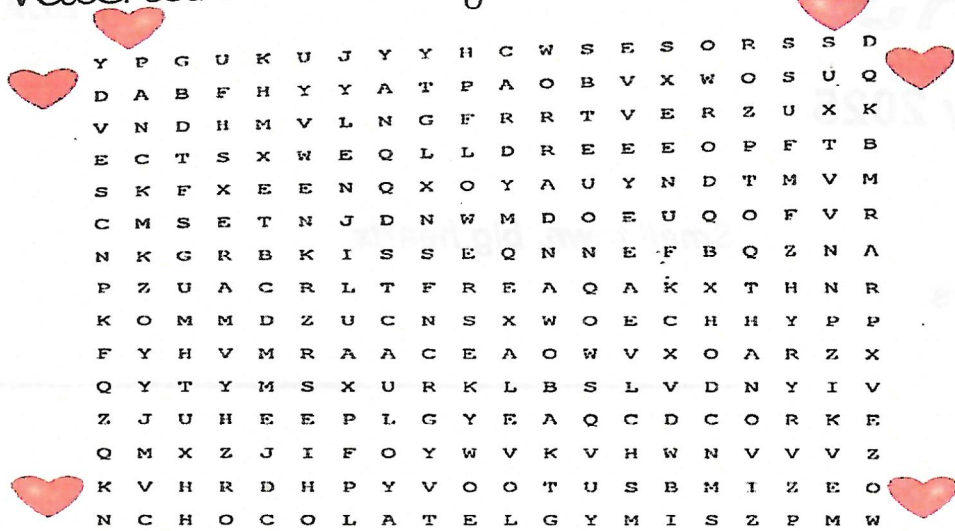 Y P G U K U J Y Y H C W S E S O R S S D
D A B F H Y Y A T P A O B V X W O S U Q
V N D H M V L N G F R R T V E R Z U X K
E C T S X W E Q L L D R E E E O P F T B
S K F X E E N Q X O Y A U Y N D T M V M
C M S E T N J D N W M D O E U Q O F V R
N K G R B K I S S E Q N N E F B Q Z N A
P Z U A C R L T F R E A Q A K X T H N R
K O M M D Z U C N S X W O E C H H Y P P
F Y H V M R A A C E A O W V X O A R Z X
Q Y T Y M S X U R K L B S L V D N Y I V
Z J U H E E P L G Y E A Q C D C O R K E
Q M X Z J I F O Y W V K V H W N V V V Z
K V H R D H P Y V O O T U S B M I Z E O
N C H O C O L A T E L G Y M I S Z P M W